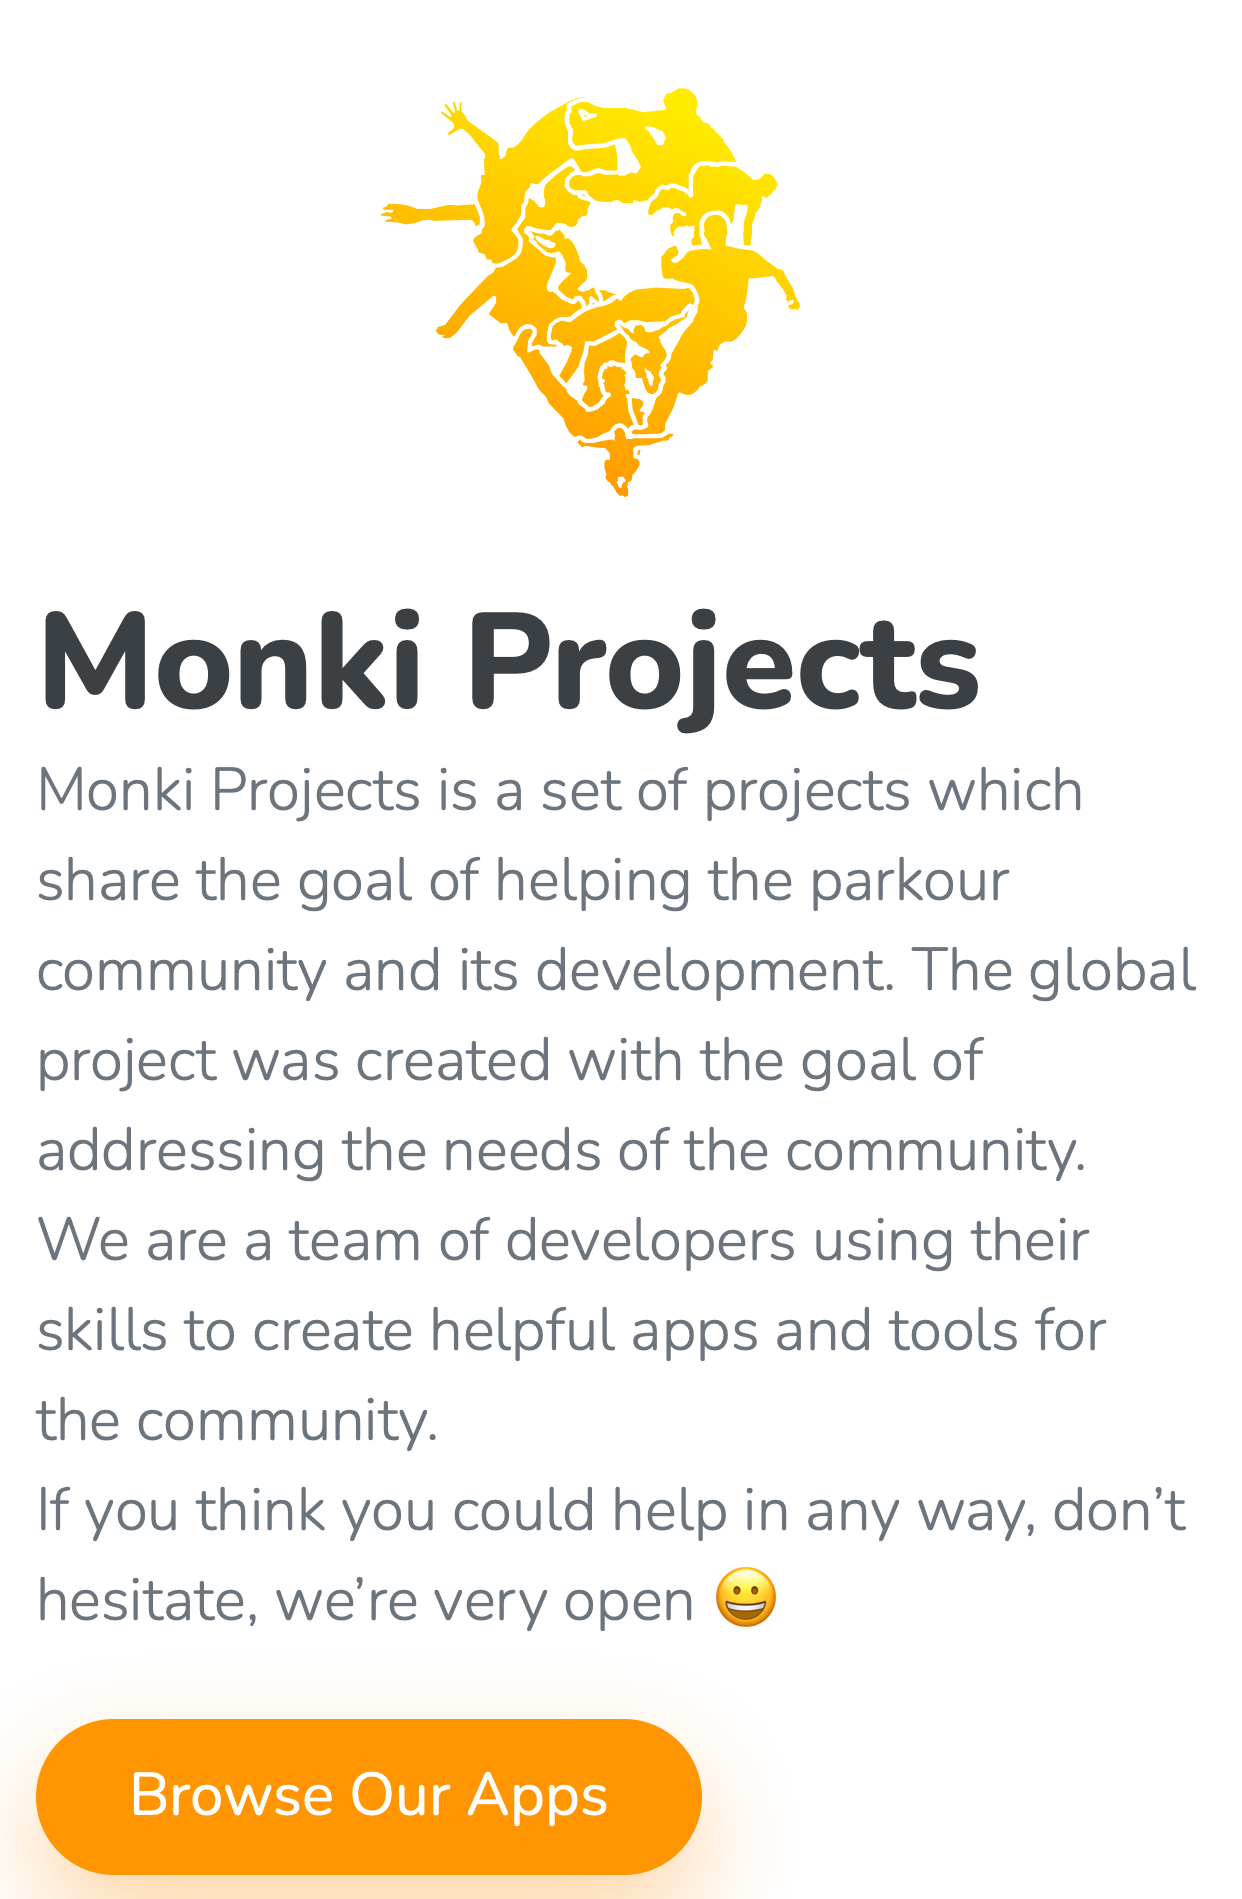 Monki Projects
Monki Projects is a set of projects which
share the goal of helping the parkour
community and its development. The global
project was created with the goal of
addressing the needs of the community.
We are a team of developers using their
skills to create helpful apps and tools for
the community.
If you think you could help in any way, don’t
hesitate, we’re very open 😀
Browse Our Apps